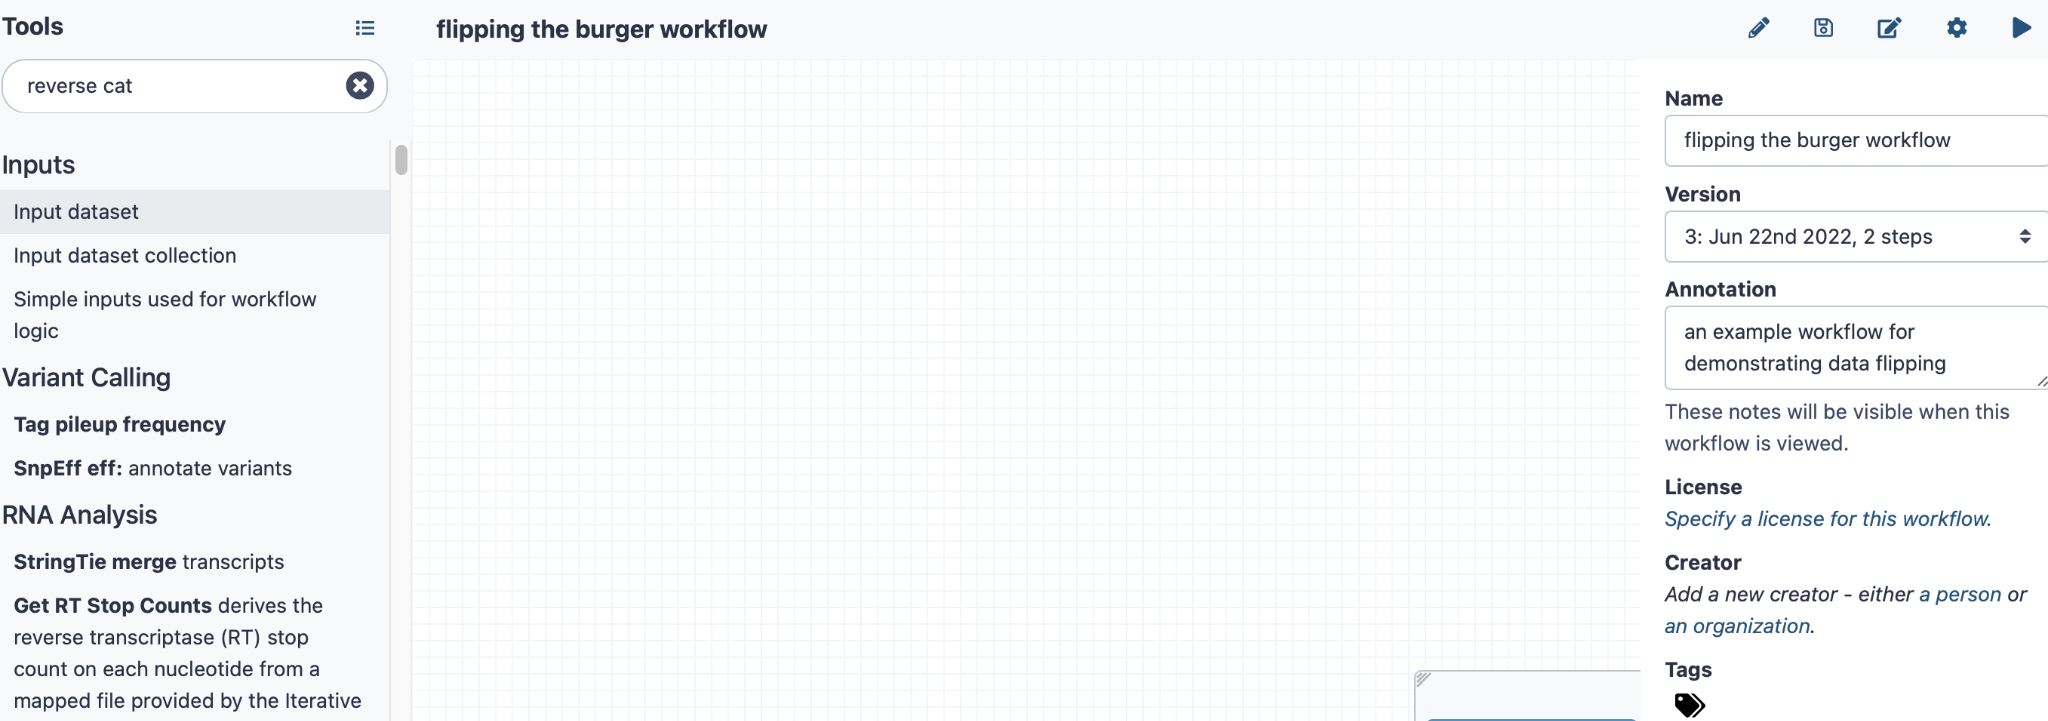 Tools
flipping the burger workflow
reverse cat
Inputs
Input dataset
Input dataset collection
Simple inputs used for workflow
logic
Variant Calling
Tag pileup frequency
SnpEff eff: annotate variants
RNA Analysis
StringTie merge transcripts
Get RT Stop Counts derives the
reverse transcriptase (RT) stop
count on each nucleotide from a
mapped file provided by the Iterative
Name
flipping the burger workflow
Version
3: Jun 22nd 2022, 2 steps
Annotation
an example workflow for
demonstrating data flipping
These notes will be visible when this
workflow is viewed.
License
Specify a license for this workflow.
Creator
Add a new creator - either a person or
an organization.
Tags